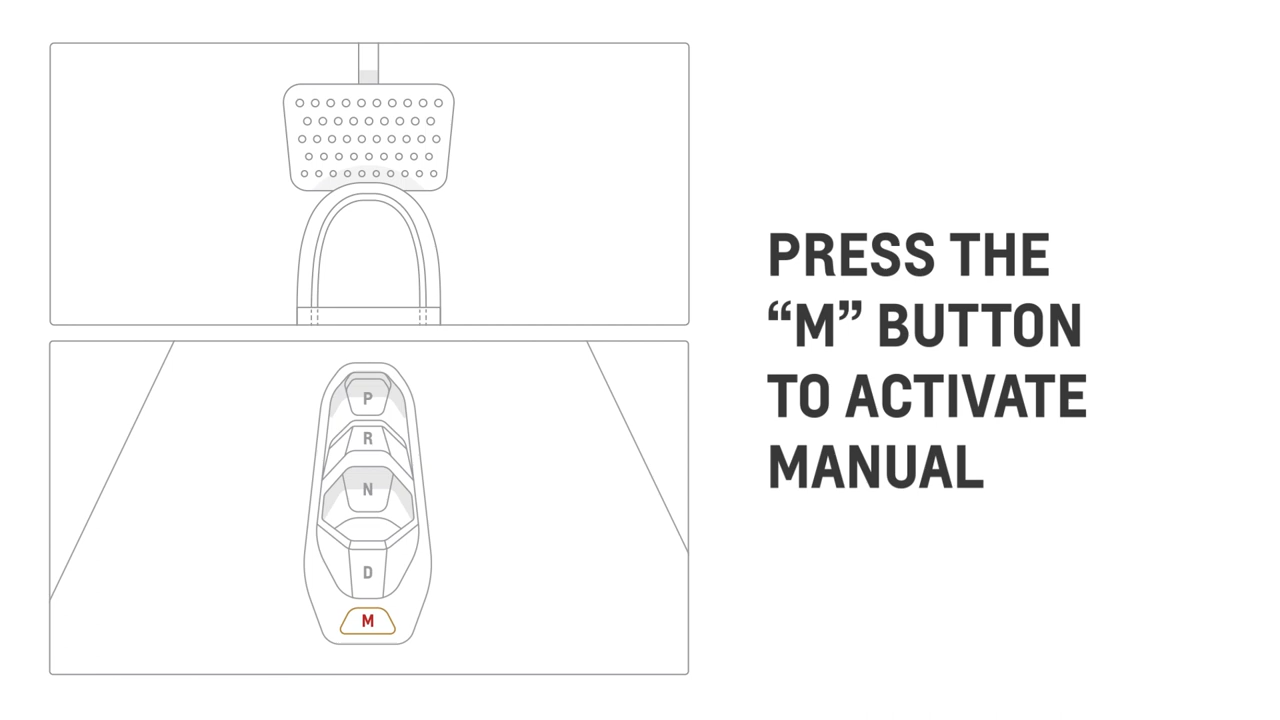 P
R
N
D
M
PRESS THE
“M” BUTTON
TO ACTIVATE
MANUAL